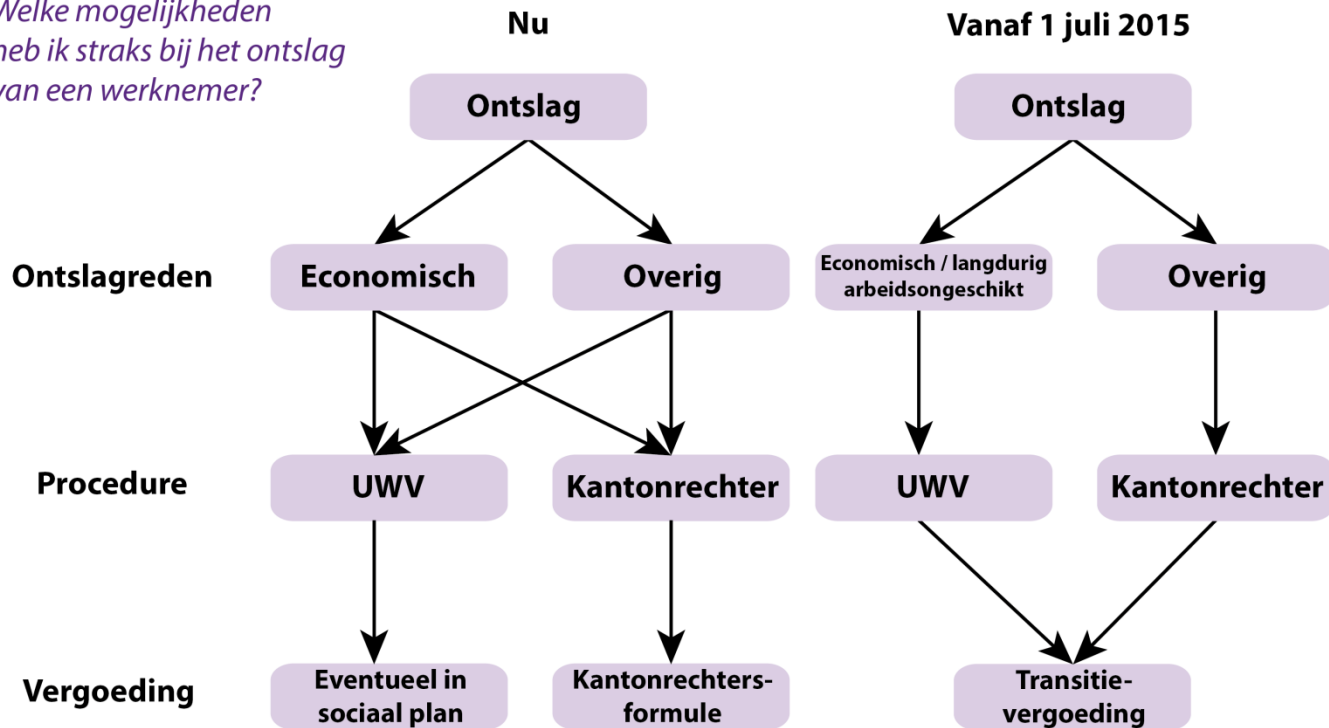 Welke mogelijkheden
heb ik straks bij het ontslag
van een werknemer?
Nu
Vanaf 1 juli 2015
Ontslag
Ontslag
Ontslagreden
Economisch
Overig
Economisch / langdurig
arbeidsongeschikt
Overig
Procedure
UWV
Kantonrechter
UWV
Kantonrechter
Vergoeding
Eventueel in
sociaal plan
Kantonrechters-
formule
Transitie-
vergoeding